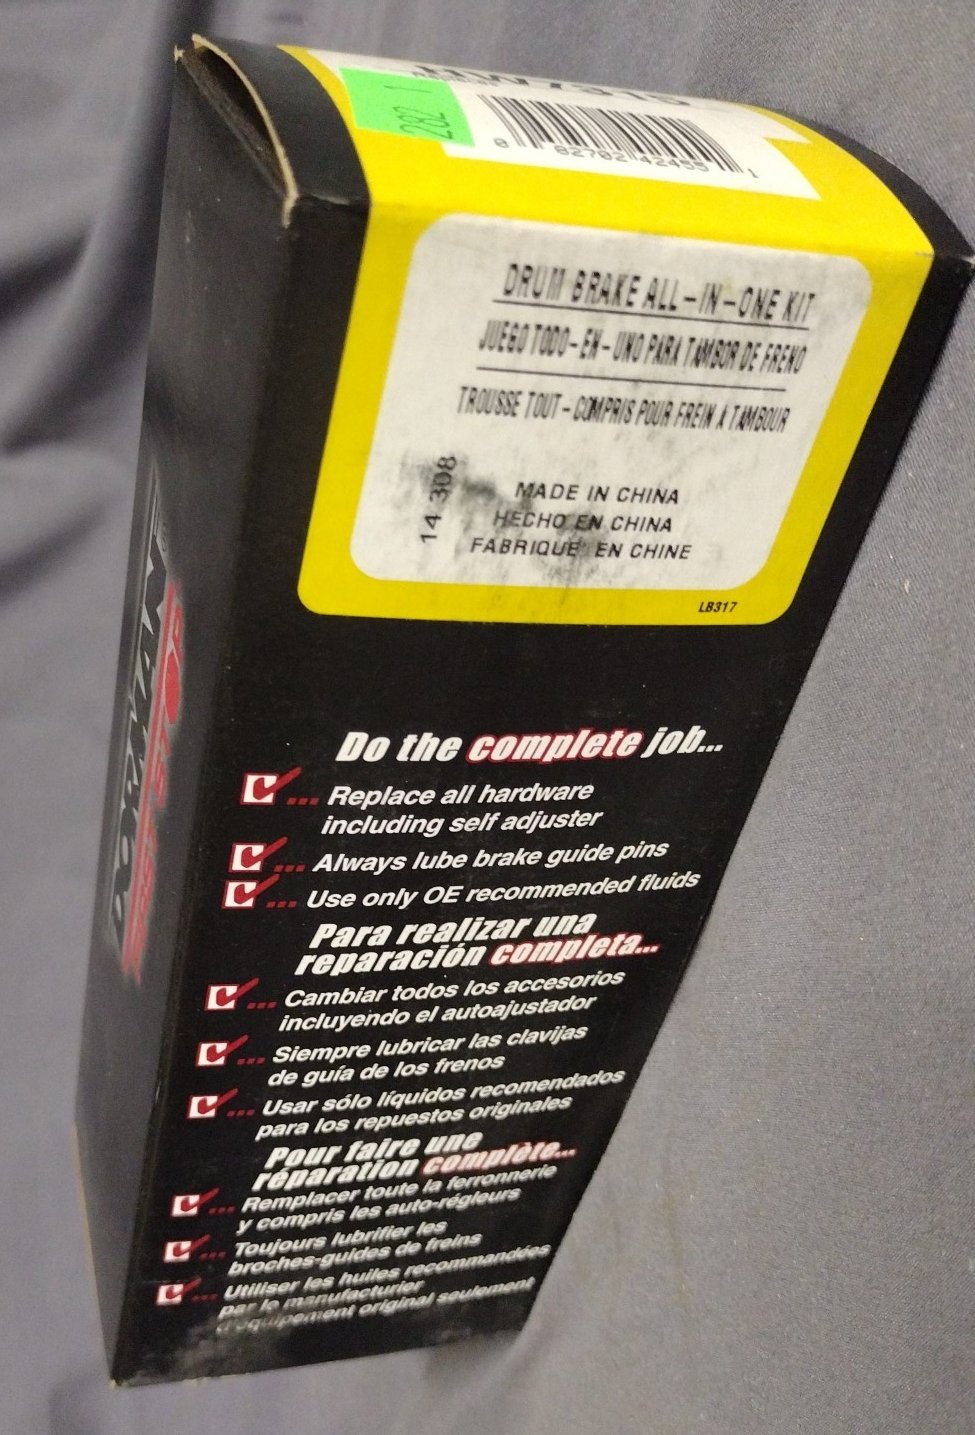 282 1
0 82702 42455 1
DRUM BRAKE ALL-IN-ONE KIT
JUEGO TODO-EN-UNO PARA TAMBOR DE FRENO
TROUSSE TOUT-COMPRIS POUR FREIN À TAMBOUR
14 308
MADE IN CHINA
HECHO EN CHINA
FABRIQUE' EN CHINE
LB317
DORMAN
Do the complete job...
... Replace all hardware
including self adjuster
... Always lube brake guide pins
... Use only OE recommended fluids
Para realizar una
reparación completa...
... Cambiar todos los accesorios
incluyendo el autoajustador
... Siempre lubricar las clavijas
de guía de los frenos
... Usar sólo líquidos recomendados
para los repuestos originales
Pour faire une
réparation complète...
... Remplacer toute la ferronnerie
y compris les auto-régleurs
... Toujours lubrifier les
broches-guides de freins
... Utiliser les huiles recommandées
par le manufacturier
d'équipement original seulement